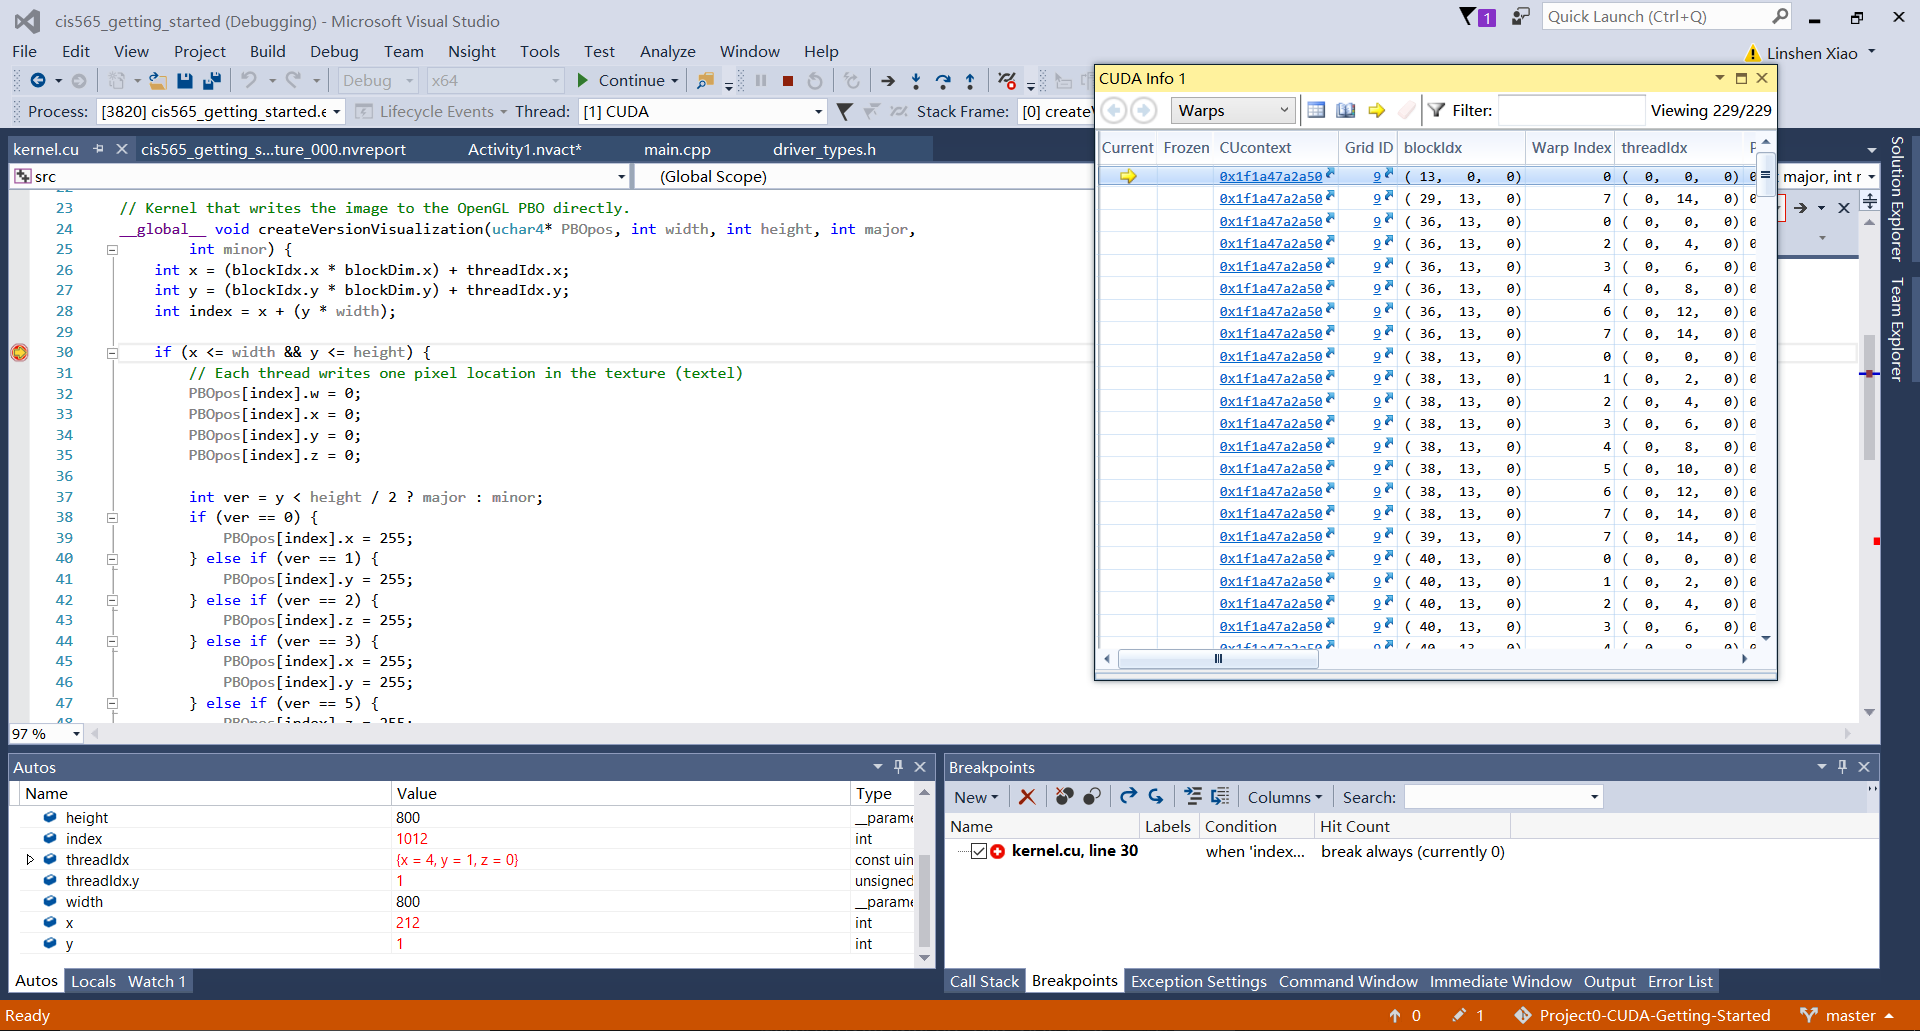 cis565_getting_started (Debugging) - Microsoft Visual Studio
1
Quick Launch (Ctrl+Q)
File Edit View Project Build Debug Team Nsight Tools Test Analyze Window Help
Linshen Xiao
Debug x64 Continue
Process: [3820] cis565_getting_started.e Lifecycle Events Thread: [1] CUDA Stack Frame: [0] create
kernel.cu cis565_getting_s...ture_000.nvreport Activity1.nvact* main.cpp driver_types.h
src (Global Scope) major, int
23 // Kernel that writes the image to the OpenGL PBO directly.
24 __global__ void createVersionVisualization(uchar4* PBOpos, int width, int height, int major,
25 int minor) {
26 int x = (blockIdx.x * blockDim.x) + threadIdx.x;
27 int y = (blockIdx.y * blockDim.y) + threadIdx.y;
28 int index = x + (y * width);
29
30 if (x <= width && y <= height) {
31 // Each thread writes one pixel location in the texture (textel)
32 PBOpos[index].w = 0;
33 PBOpos[index].x = 0;
34 PBOpos[index].y = 0;
35 PBOpos[index].z = 0;
36
37 int ver = y < height / 2 ? major : minor;
38 if (ver == 0) {
39 PBOpos[index].x = 255;
40 } else if (ver == 1) {
41 PBOpos[index].y = 255;
42 } else if (ver == 2) {
43 PBOpos[index].z = 255;
44 } else if (ver == 3) {
45 PBOpos[index].x = 255;
46 PBOpos[index].y = 255;
47 } else if (ver == 5) {
48 PBOpos[index].z = 255;
97 %
CUDA Info 1
Warps Filter: Viewing 229/229
Current Frozen CUcontext Grid ID blockIdx Warp Index threadIdx
0x1f1a47a2a50 9 ( 13, 0, 0) 0 ( 0, 0, 0)
0x1f1a47a2a50 9 ( 29, 13, 0) 7 ( 0, 14, 0)
0x1f1a47a2a50 9 ( 36, 13, 0) 0 ( 0, 0, 0)
0x1f1a47a2a50 9 ( 36, 13, 0) 2 ( 0, 4, 0)
0x1f1a47a2a50 9 ( 36, 13, 0) 3 ( 0, 6, 0)
0x1f1a47a2a50 9 ( 36, 13, 0) 4 ( 0, 8, 0)
0x1f1a47a2a50 9 ( 36, 13, 0) 6 ( 0, 12, 0)
0x1f1a47a2a50 9 ( 36, 13, 0) 7 ( 0, 14, 0)
0x1f1a47a2a50 9 ( 38, 13, 0) 0 ( 0, 0, 0)
0x1f1a47a2a50 9 ( 38, 13, 0) 1 ( 0, 2, 0)
0x1f1a47a2a50 9 ( 38, 13, 0) 2 ( 0, 4, 0)
0x1f1a47a2a50 9 ( 38, 13, 0) 3 ( 0, 6, 0)
0x1f1a47a2a50 9 ( 38, 13, 0) 4 ( 0, 8, 0)
0x1f1a47a2a50 9 ( 38, 13, 0) 5 ( 0, 10, 0)
0x1f1a47a2a50 9 ( 38, 13, 0) 6 ( 0, 12, 0)
0x1f1a47a2a50 9 ( 38, 13, 0) 7 ( 0, 14, 0)
0x1f1a47a2a50 9 ( 39, 13, 0) 7 ( 0, 14, 0)
0x1f1a47a2a50 9 ( 40, 13, 0) 0 ( 0, 0, 0)
0x1f1a47a2a50 9 ( 40, 13, 0) 1 ( 0, 2, 0)
0x1f1a47a2a50 9 ( 40, 13, 0) 2 ( 0, 4, 0)
0x1f1a47a2a50 9 ( 40, 13, 0) 3 ( 0, 6, 0)
Solution Explorer
Team Explorer
Autos
Name Value Type
height 800 __parame
index 1012 int
threadIdx {x = 4, y = 1, z = 0} const uin
threadIdx.y 1 unsigned
width 800 __parame
x 212 int
y 1 int
Autos Locals Watch 1
Breakpoints
New Columns Search:
Name Labels Condition Hit Count
kernel.cu, line 30 when 'index... break always (currently 0)
Call Stack Breakpoints Exception Settings Command Window Immediate Window Output Error List
Ready 0 1 Project0-CUDA-Getting-Started master